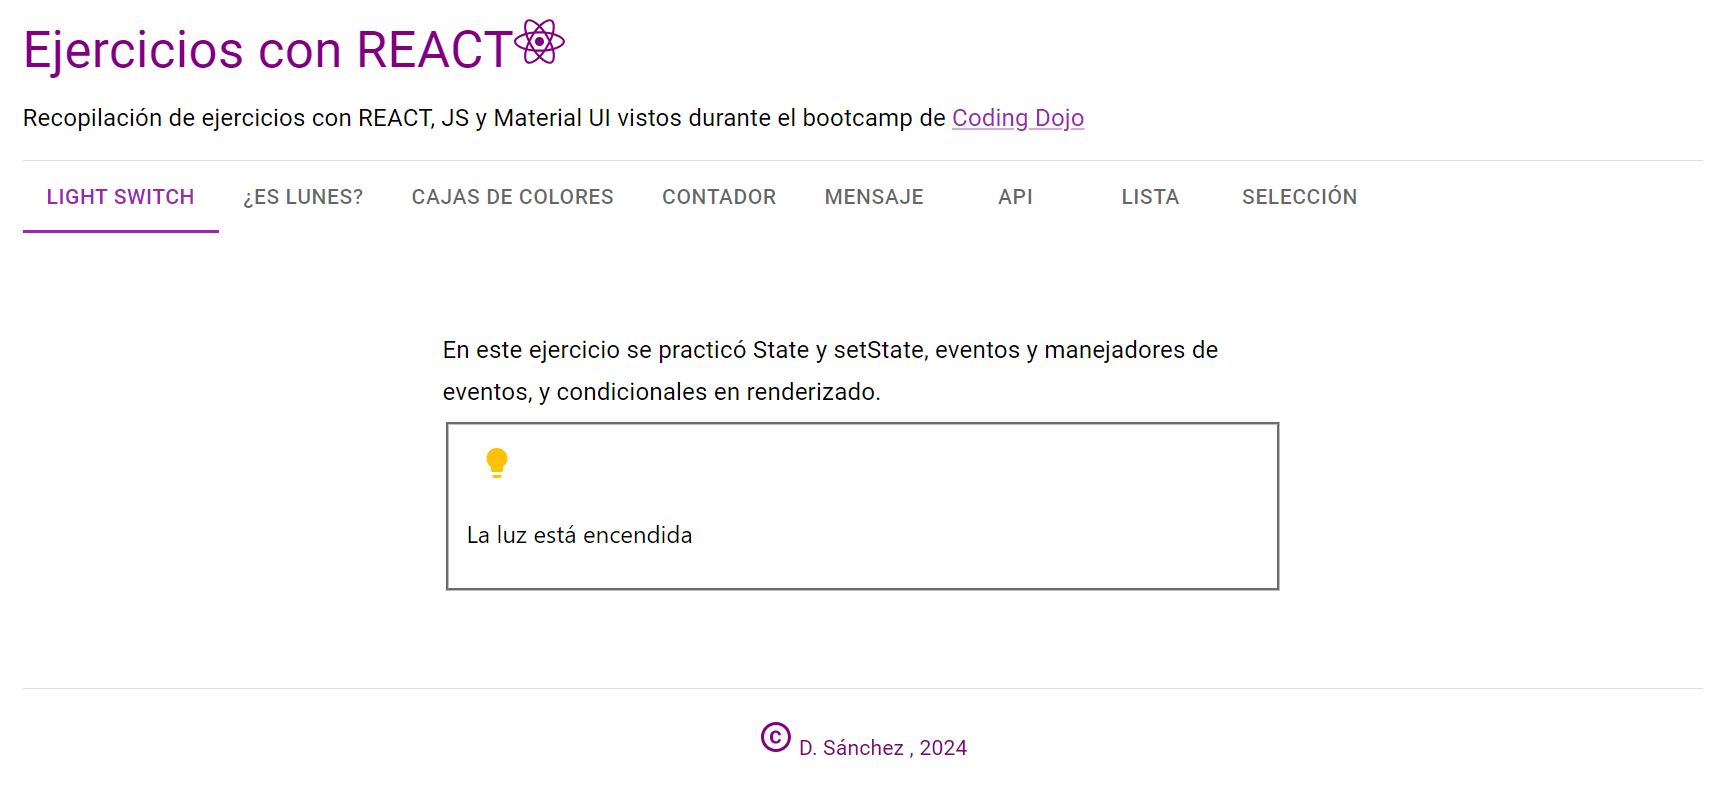 Ejercicios con REACT
Recopilación de ejercicios con REACT, JS y Material UI vistos durante el bootcamp de Coding Dojo
LIGHT SWITCH ¿ES LUNES? CAJAS DE COLORES CONTADOR MENSAJE API LISTA SELECCIÓN
En este ejercicio se practicó State y setState, eventos y manejadores de
eventos, y condicionales en renderizado.
La luz está encendida
© D. Sánchez , 2024